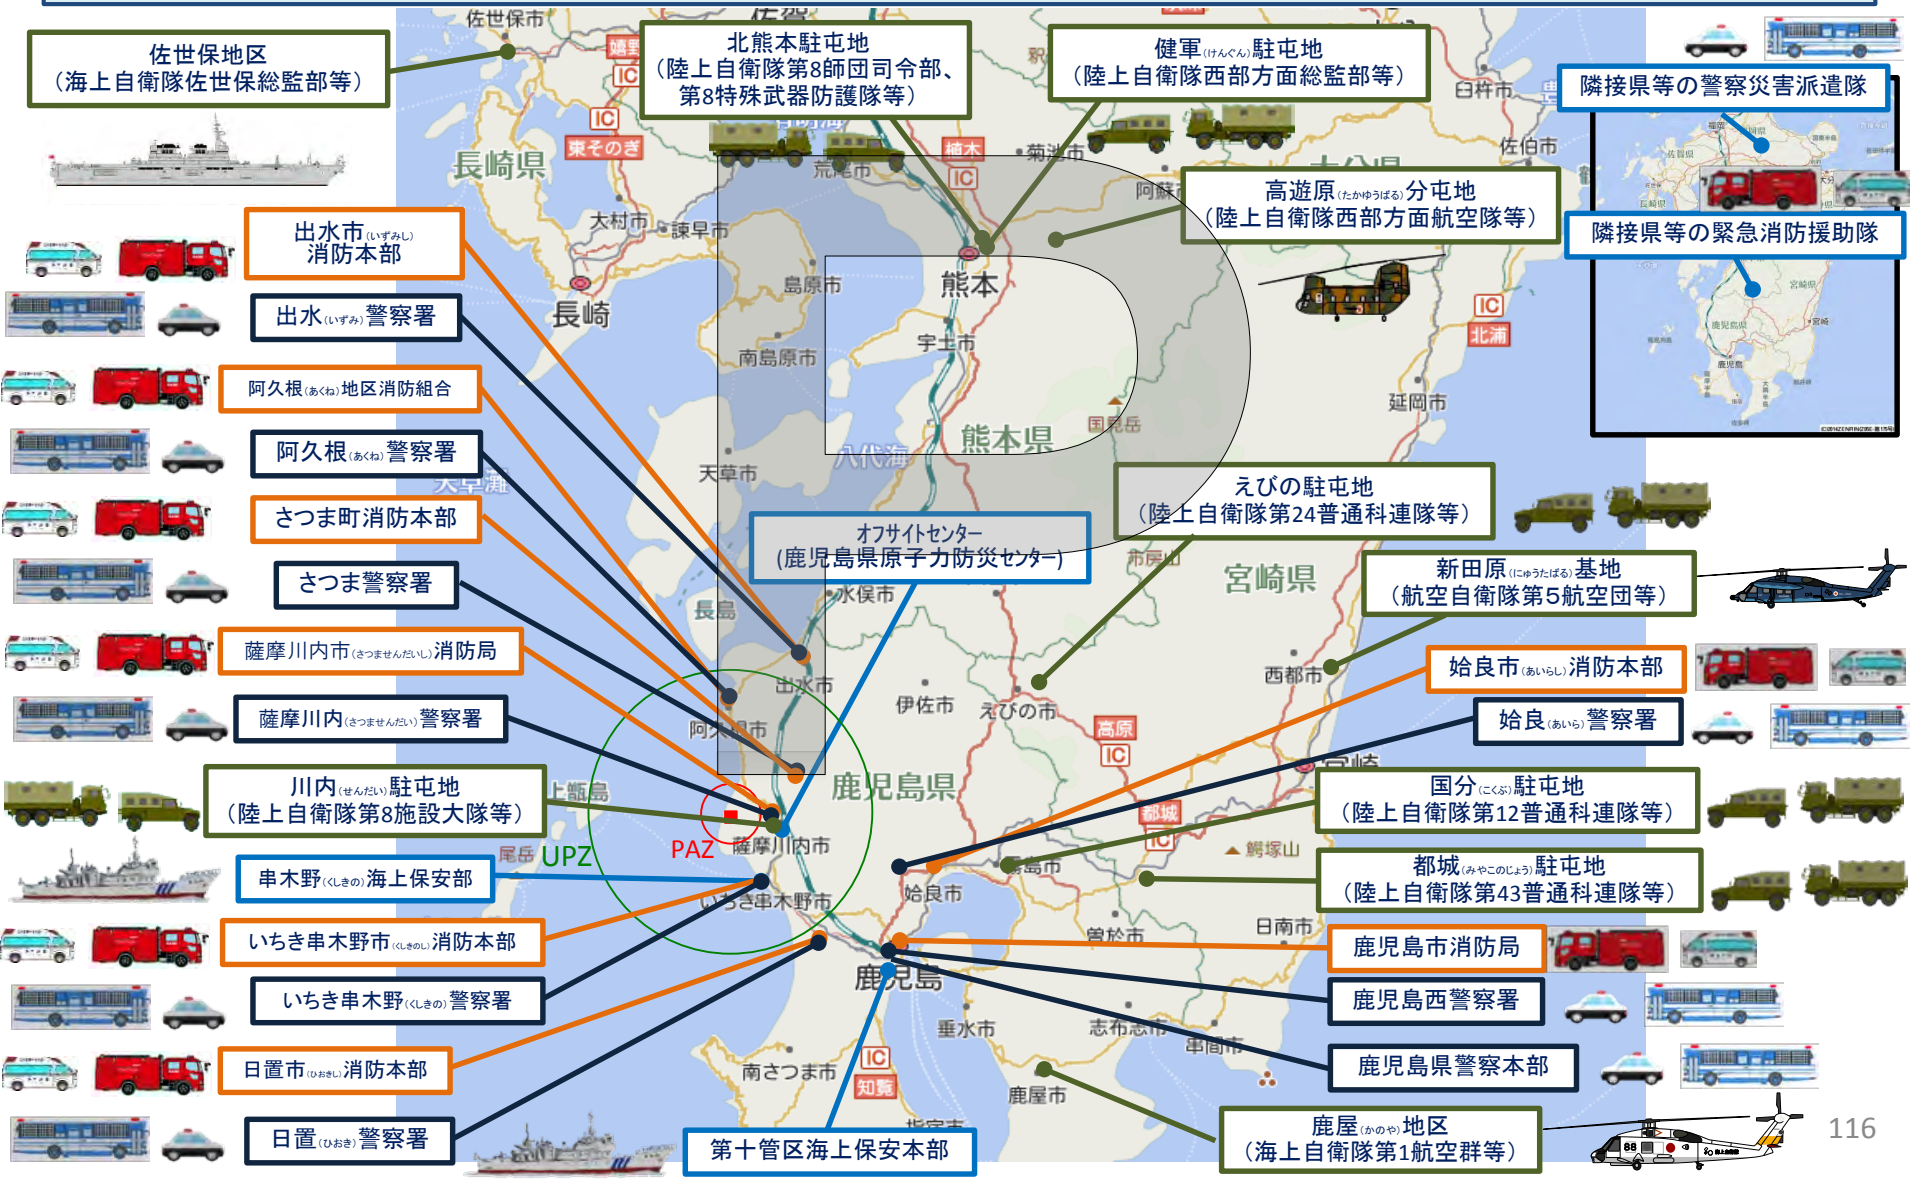 佐世保地区
(海上自衛隊佐世保総監部等)
北熊本駐屯地
(陸上自衛隊第8師団司令部、
第8特殊武器防護隊等)
健軍(けんぐん)駐屯地
(陸上自衛隊西部方面総監部等)
高遊原(たかゆうばる)分屯地
(陸上自衛隊西部方面航空隊等)
隣接県等の警察災害派遣隊
隣接県等の緊急消防援助隊
出水市(いずみし)
消防本部
出水(いずみ)警察署
阿久根(あくね)地区消防組合
阿久根(あくね)警察署
さつま町消防本部
さつま警察署
薩摩川内市(さつませんだいし)消防局
薩摩川内(さつませんだい)警察署
川内(せんだい)駐屯地
(陸上自衛隊第8施設大隊等)
串木野(くしきの)海上保安部
いちき串木野市(くしきのし)消防本部
いちき串木野(くしきの)警察署
日置市(ひおきし)消防本部
日置(ひおき)警察署
オフサイトセンター
(鹿児島県原子力防災センター)
えびの駐屯地
(陸上自衛隊第24普通科連隊等)
新田原(にゅうたばる)基地
(航空自衛隊第5航空団等)
姶良市(あいらし)消防本部
姶良(あいら)警察署
国分(こくぶ)駐屯地
(陸上自衛隊第12普通科連隊等)
都城(みやこのじょう)駐屯地
(陸上自衛隊第43普通科連隊等)
鹿児島市消防局
鹿児島西警察署
鹿児島県警察本部
鹿屋(かのや)地区
(海上自衛隊第1航空群等)
第十管区海上保安本部
UPZ
PAZ
佐世保市
長崎県
東そのぎ
IC
大村市
諫早市
長崎
島原市
南島原市
荒尾市
植木
IC
菊池市
熊本
宇土市
熊本県
八代海
天草市
天草灘
国見岳
市房山
臼杵市
佐伯市
IC
北浦
延岡市
宮崎県
西都市
水俣市
長島
出水市
阿久根市
伊佐市
えびの市
高原
IC
都城
IC
鰐塚山
鹿児島県
上甑島
尾岳
薩摩川内市
いちき串木野市
姶良市
霧島市
曽於市
日南市
鹿児島
垂水市
志布志市
串間市
南さつま市
IC
知覧
鹿屋市
指宿市
88
116